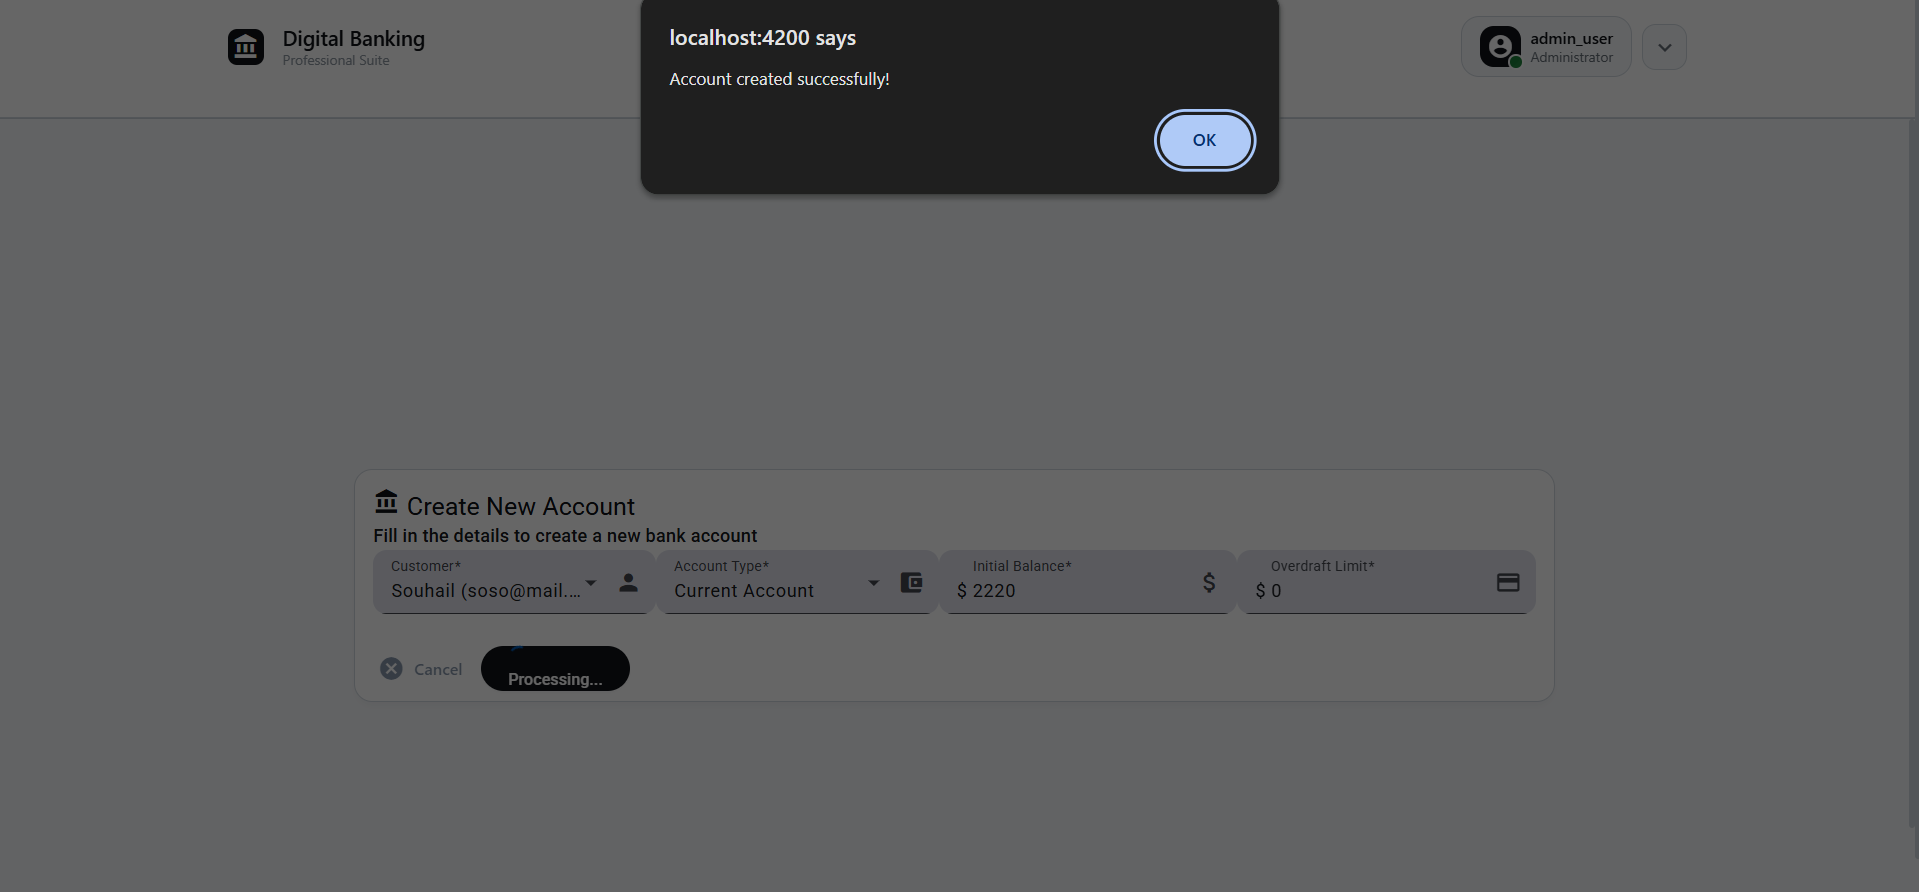 Digital Banking
Professional Suite
localhost:4200 says
Account created successfully!
OK
admin_user
Administrator
Create New Account
Fill in the details to create a new bank account
Customer*
Souhail (soso@mail....
Account Type*
Current Account
Initial Balance*
$ 2220
Overdraft Limit*
$ 0
Cancel
Processing...